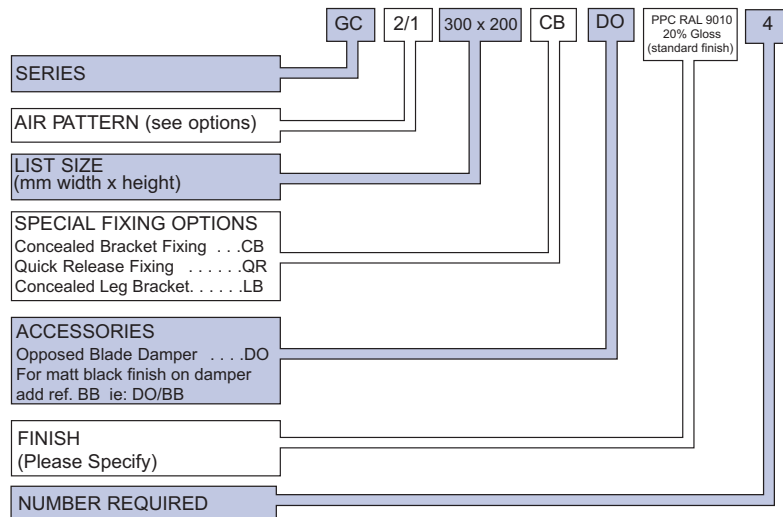 GC 2/1 300 x 200 CB DO PPC RAL 9010 4
20% Gloss
(standard finish)
SERIES
AIR PATTERN (see options)
LIST SIZE
(mm width x height)
SPECIAL FIXING OPTIONS
Concealed Bracket Fixing . . .CB
Quick Release Fixing . . . . . .QR
Concealed Leg Bracket. . . . . .LB
ACCESSORIES
Opposed Blade Damper . . . .DO
For matt black finish on damper
add ref. BB ie: DO/BB
FINISH
(Please Specify)
NUMBER REQUIRED